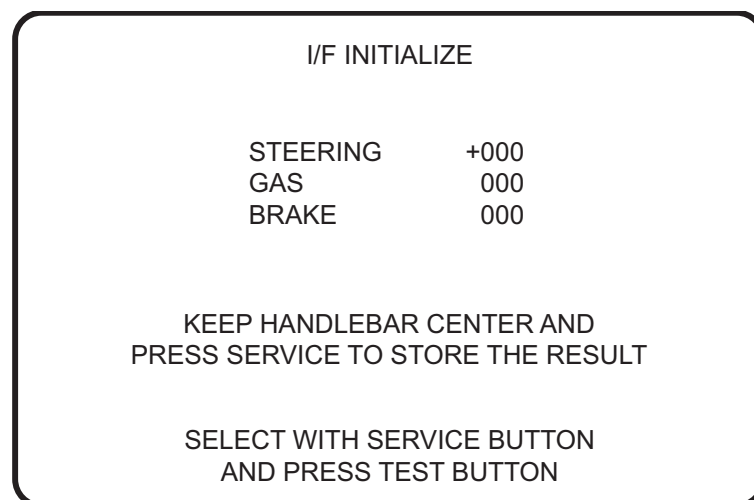 I/F INITIALIZE
STEERING +000
GAS 000
BRAKE 000
KEEP HANDLEBAR CENTER AND
PRESS SERVICE TO STORE THE RESULT
SELECT WITH SERVICE BUTTON
AND PRESS TEST BUTTON